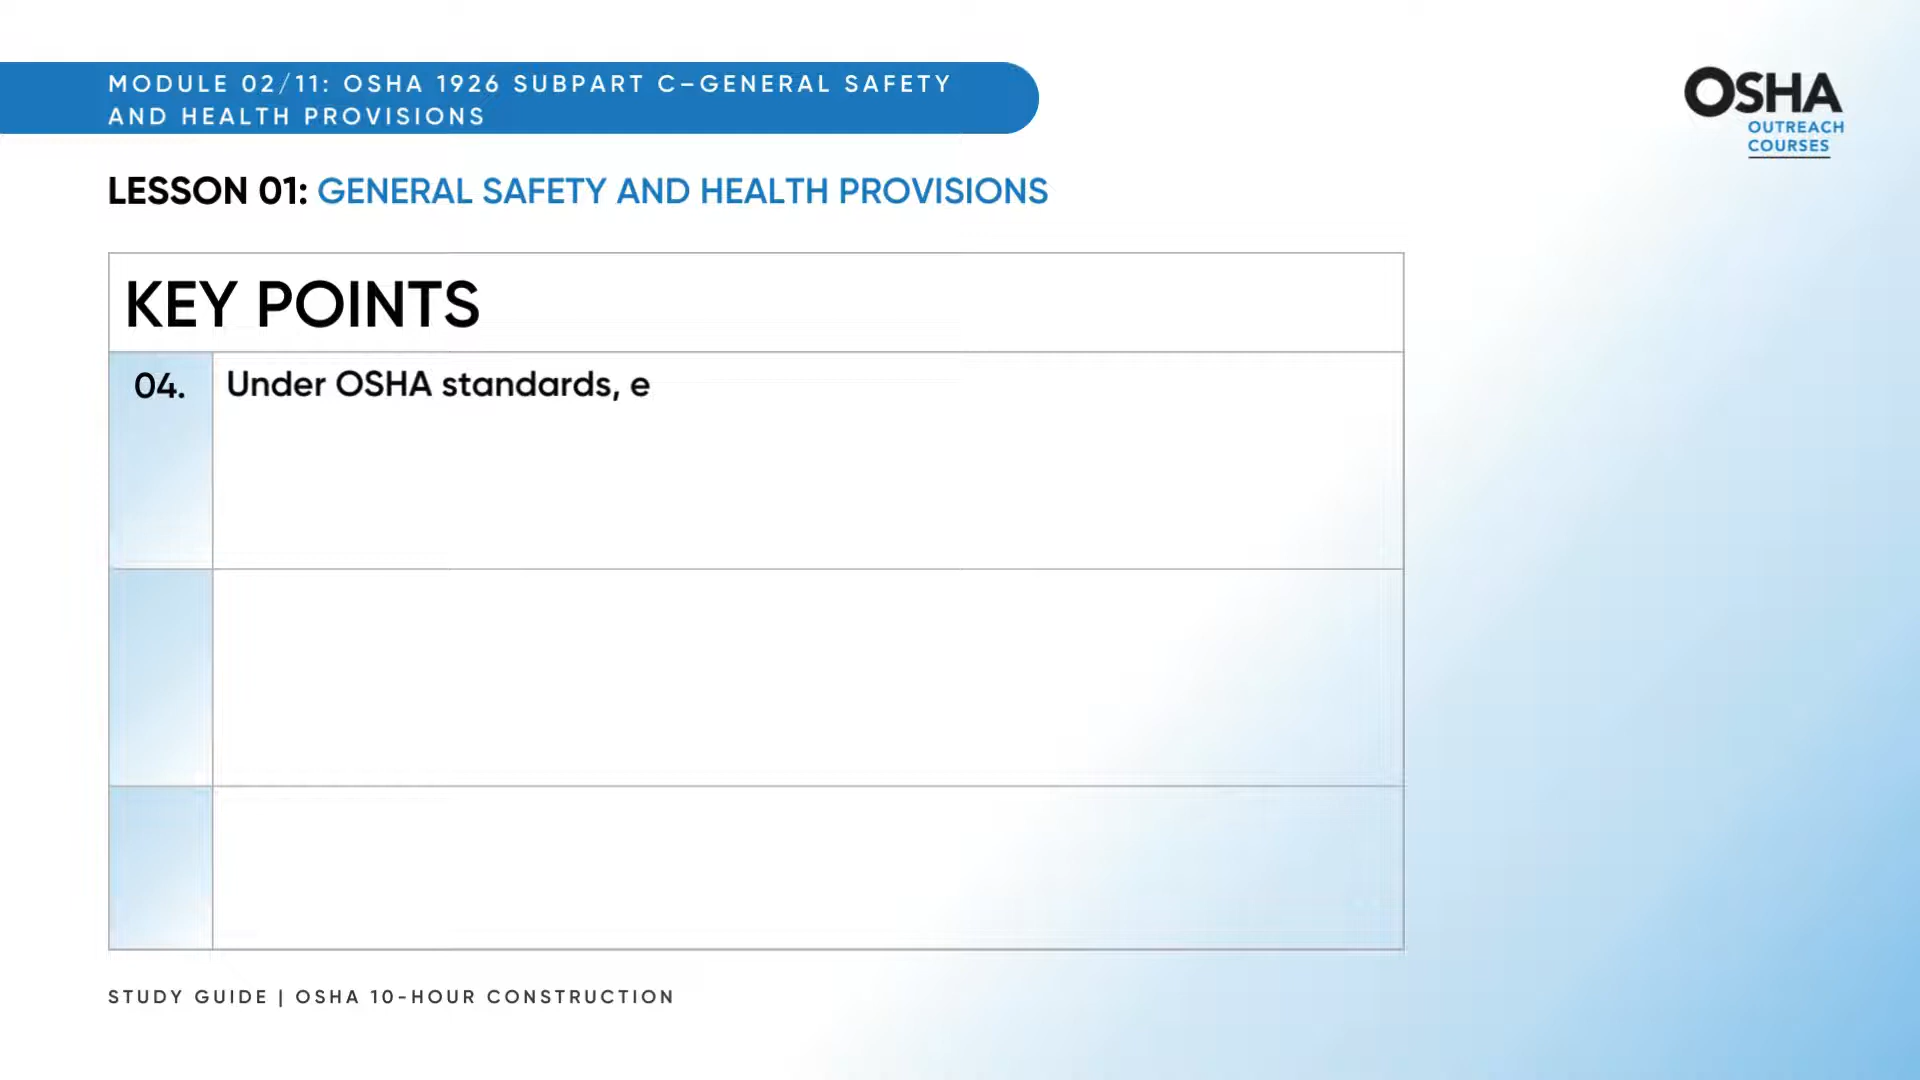 MODULE 02/11: OSHA 1926 SUBPART C–GENERAL SAFETY
AND HEALTH PROVISIONS
OSHA
OUTREACH
COURSES
LESSON 01: GENERAL SAFETY AND HEALTH PROVISIONS
KEY POINTS
04. Under OSHA standards, e
STUDY GUIDE | OSHA 10-HOUR CONSTRUCTION